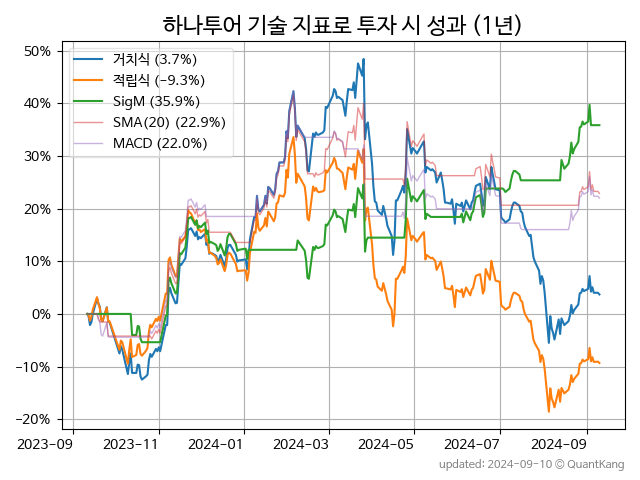 하나투어 기술 지표로 투자 시 성과 (1년)
거치식 (3.7%)
적립식 (−9.3%)
SigM (35.9%)
SMA(20) (22.9%)
MACD (22.0%)
50%
40%
30%
20%
10%
0%
−10%
−20%
2023-09
2023-11
2024-01
2024-03
2024-05
2024-07
2024-09
updated: 2024-09-10 © QuantKang